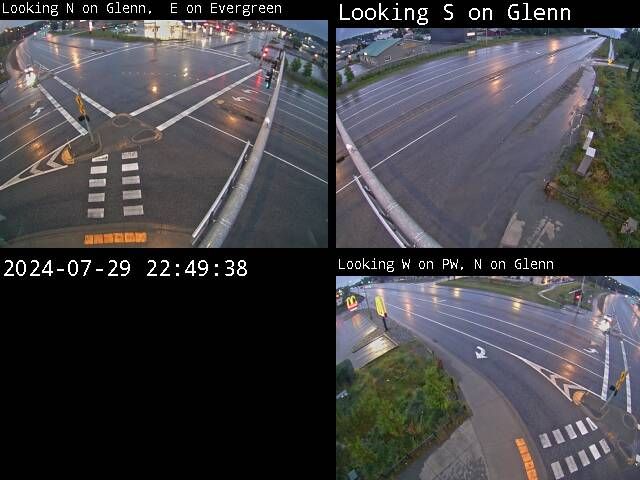 Looking N on Glenn, E on Evergreen
Looking S on Glenn
2024-07-29 22:49:38
Looking W on PW, N on Glenn